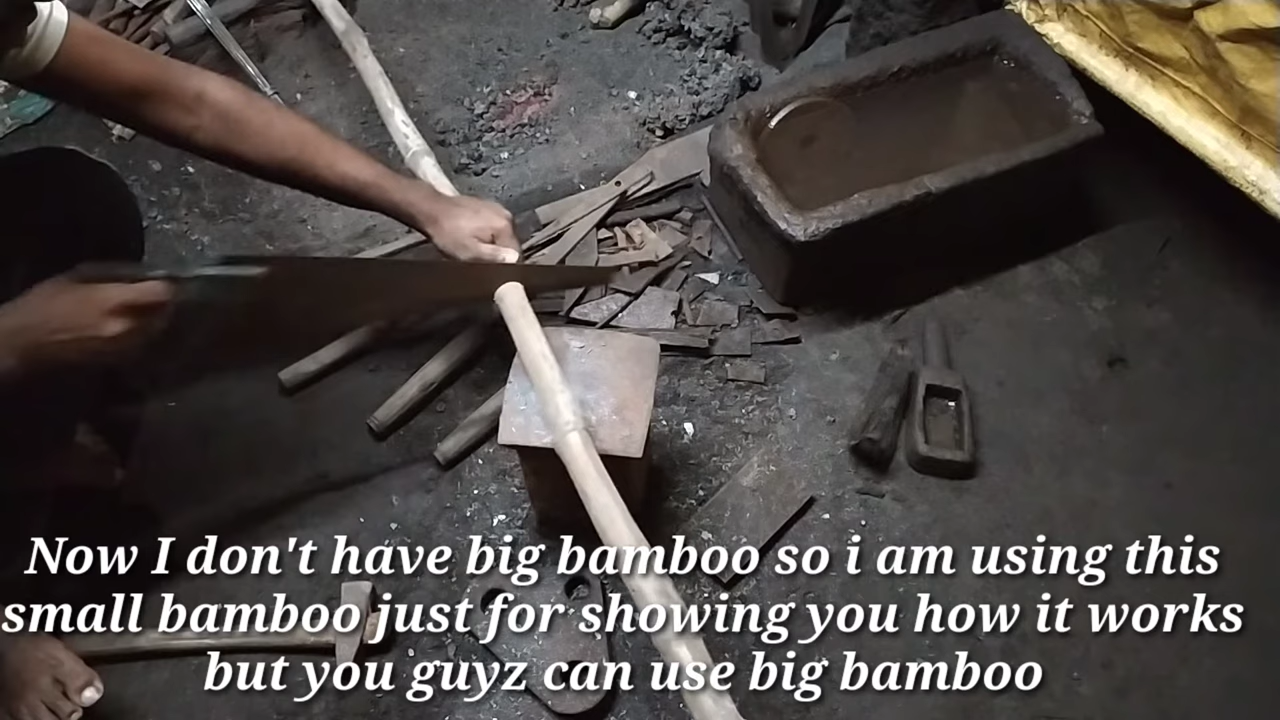 Now I don't have big bamboo so i am using this
small bamboo just for showing you how it works
but you guyz can use big bamboo